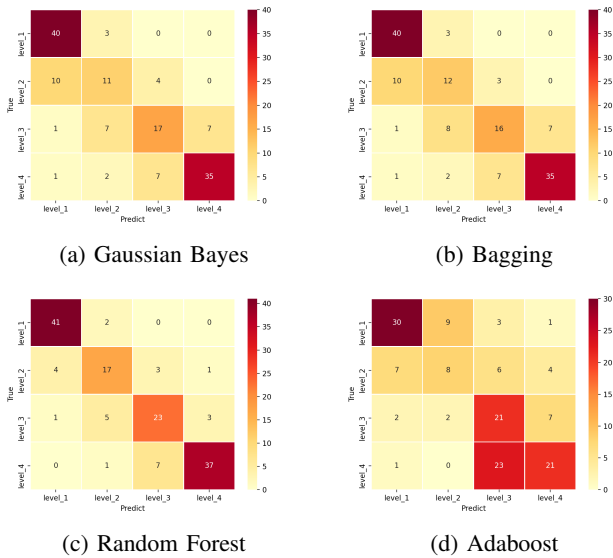 level_1 40 3 0 0
level_2 10 11 4 0
level_3 1 7 17 7
level_4 1 2 7 35
level_1 level_2 level_3 level_4
Predict
True
0 5 10 15 20 25 30 35 40
(a) Gaussian Bayes
level_1 40 3 0 0
level_2 10 12 3 0
level_3 1 8 16 7
level_4 1 2 7 35
level_1 level_2 level_3 level_4
Predict
True
0 5 10 15 20 25 30 35 40
(b) Bagging
level_1 41 2 0 0
level_2 4 17 3 1
level_3 1 5 23 3
level_4 0 1 7 37
level_1 level_2 level_3 level_4
Predict
True
0 5 10 15 20 25 30 35 40
(c) Random Forest
level_1 30 9 3 1
level_2 7 8 6 4
level_3 2 2 21 7
level_4 1 0 23 21
level_1 level_2 level_3 level_4
Predict
True
0 5 10 15 20 25 30
(d) Adaboost